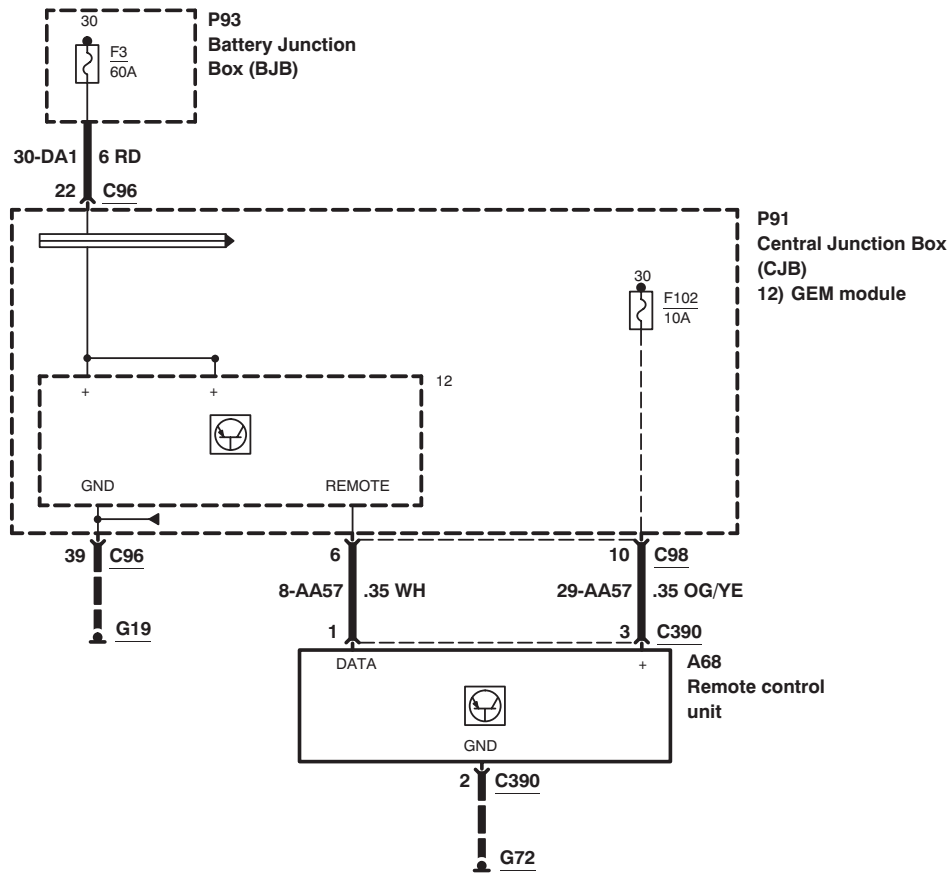 30
F3
60A
P93
Battery Junction
Box (BJB)
30-DA1
6 RD
22
C96
P91
Central Junction Box
(CJB)
12) GEM module
30
F102
10A
12
+
+
GND
REMOTE
39
C96
6
10
C98
8-AA57
.35 WH
29-AA57
.35 OG/YE
G19
1
3
C390
DATA
+
A68
Remote control
unit
GND
2
C390
G72